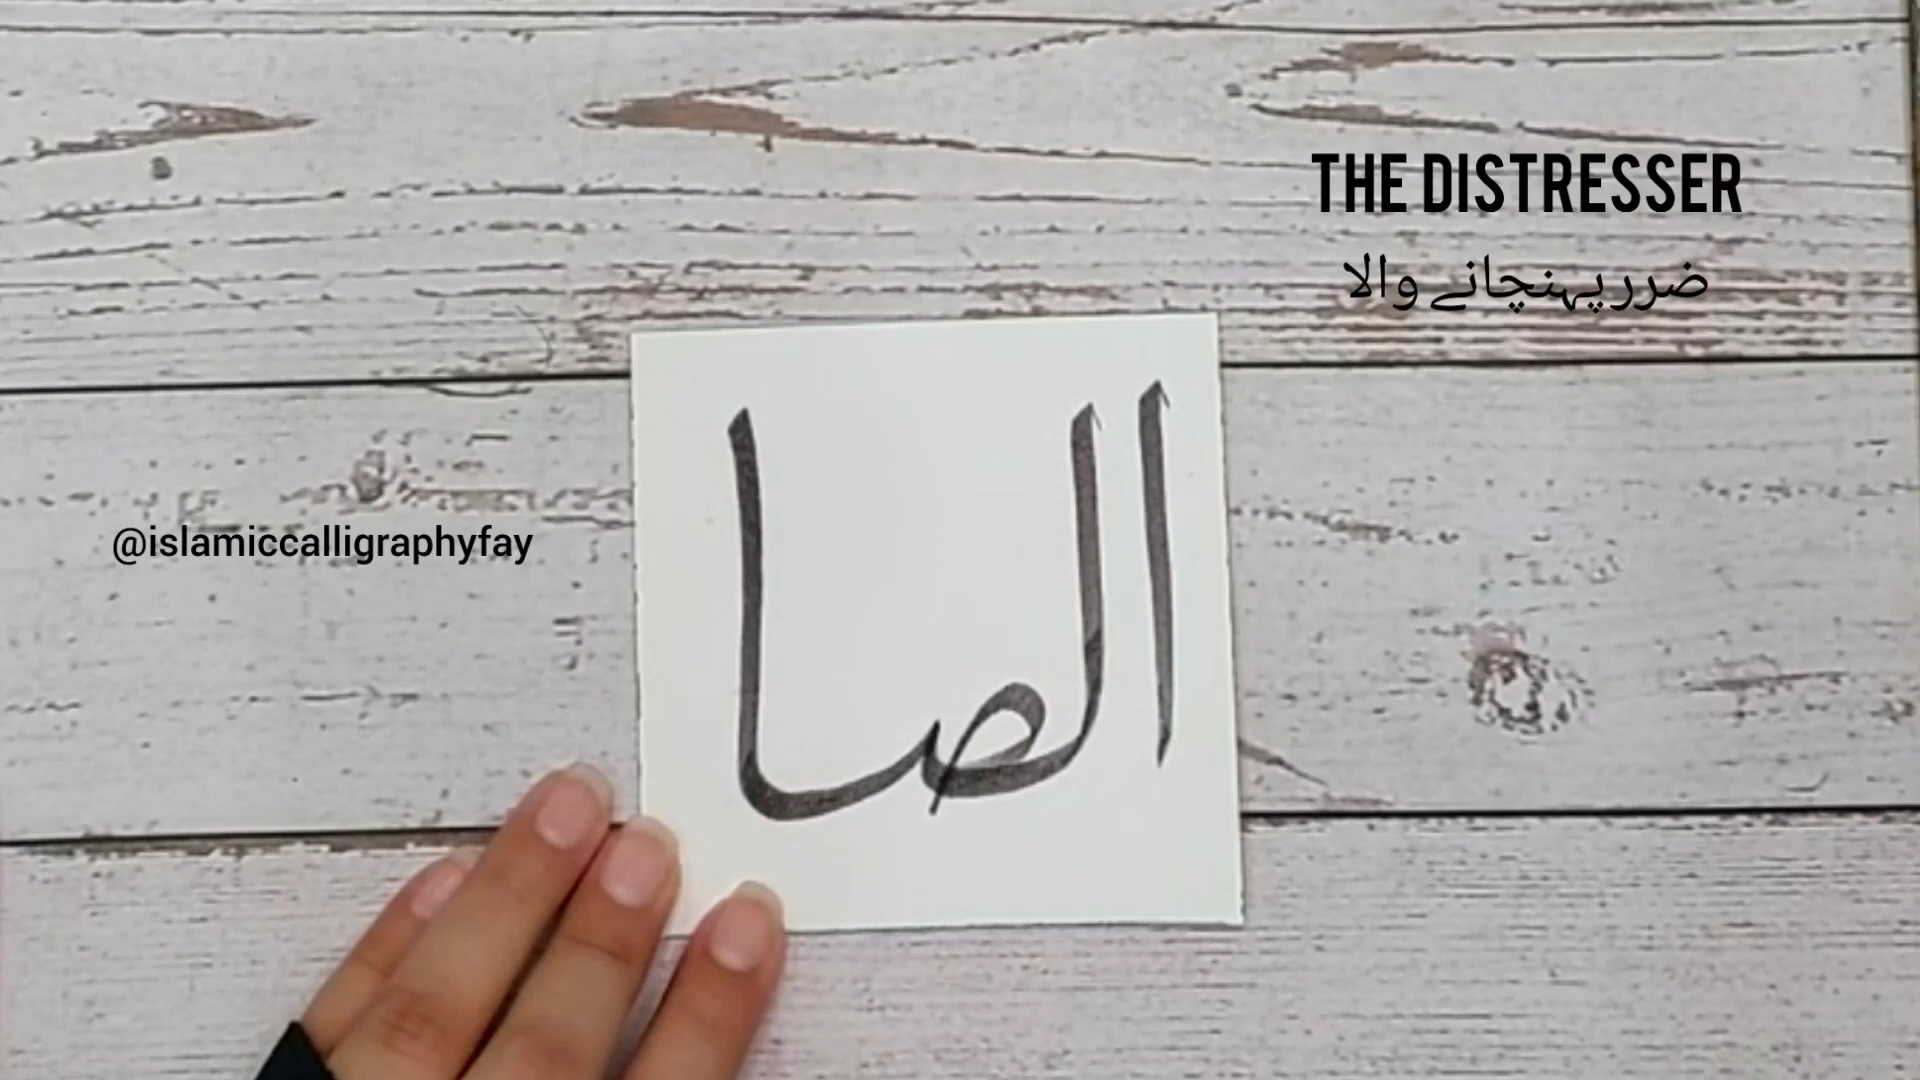 THE DISTRESSER
ضرر پہنچانے والا
الصا
@islamiccalligraphyfay